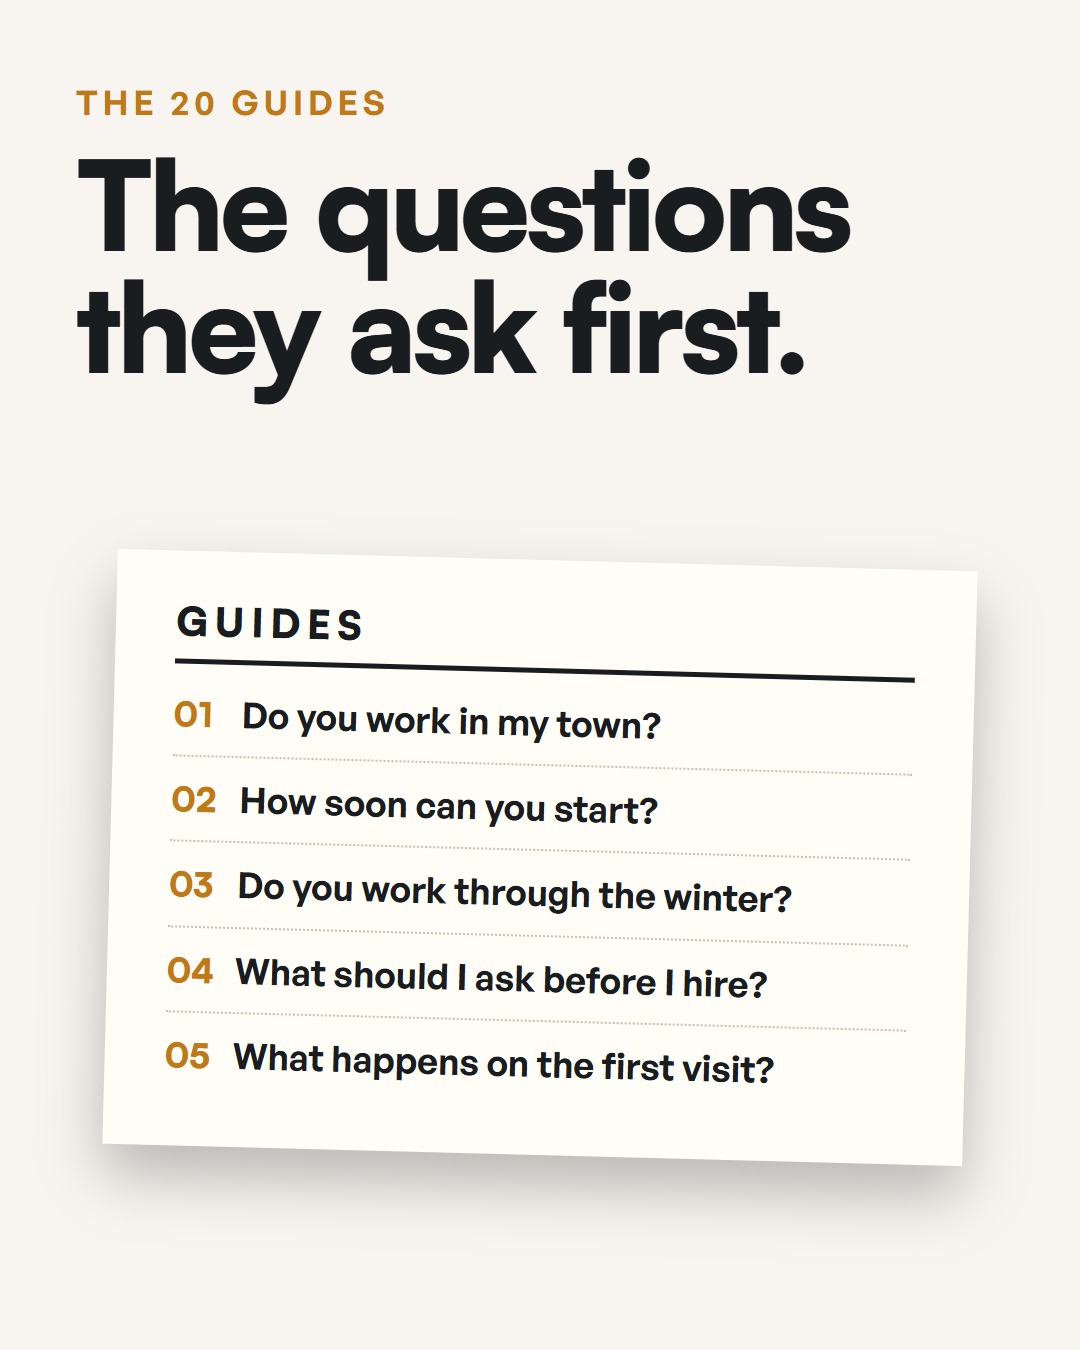 THE 20 GUIDES
The questions
they ask first.
GUIDES
01 Do you work in my town?
02 How soon can you start?
03 Do you work through the winter?
04 What should I ask before I hire?
05 What happens on the first visit?